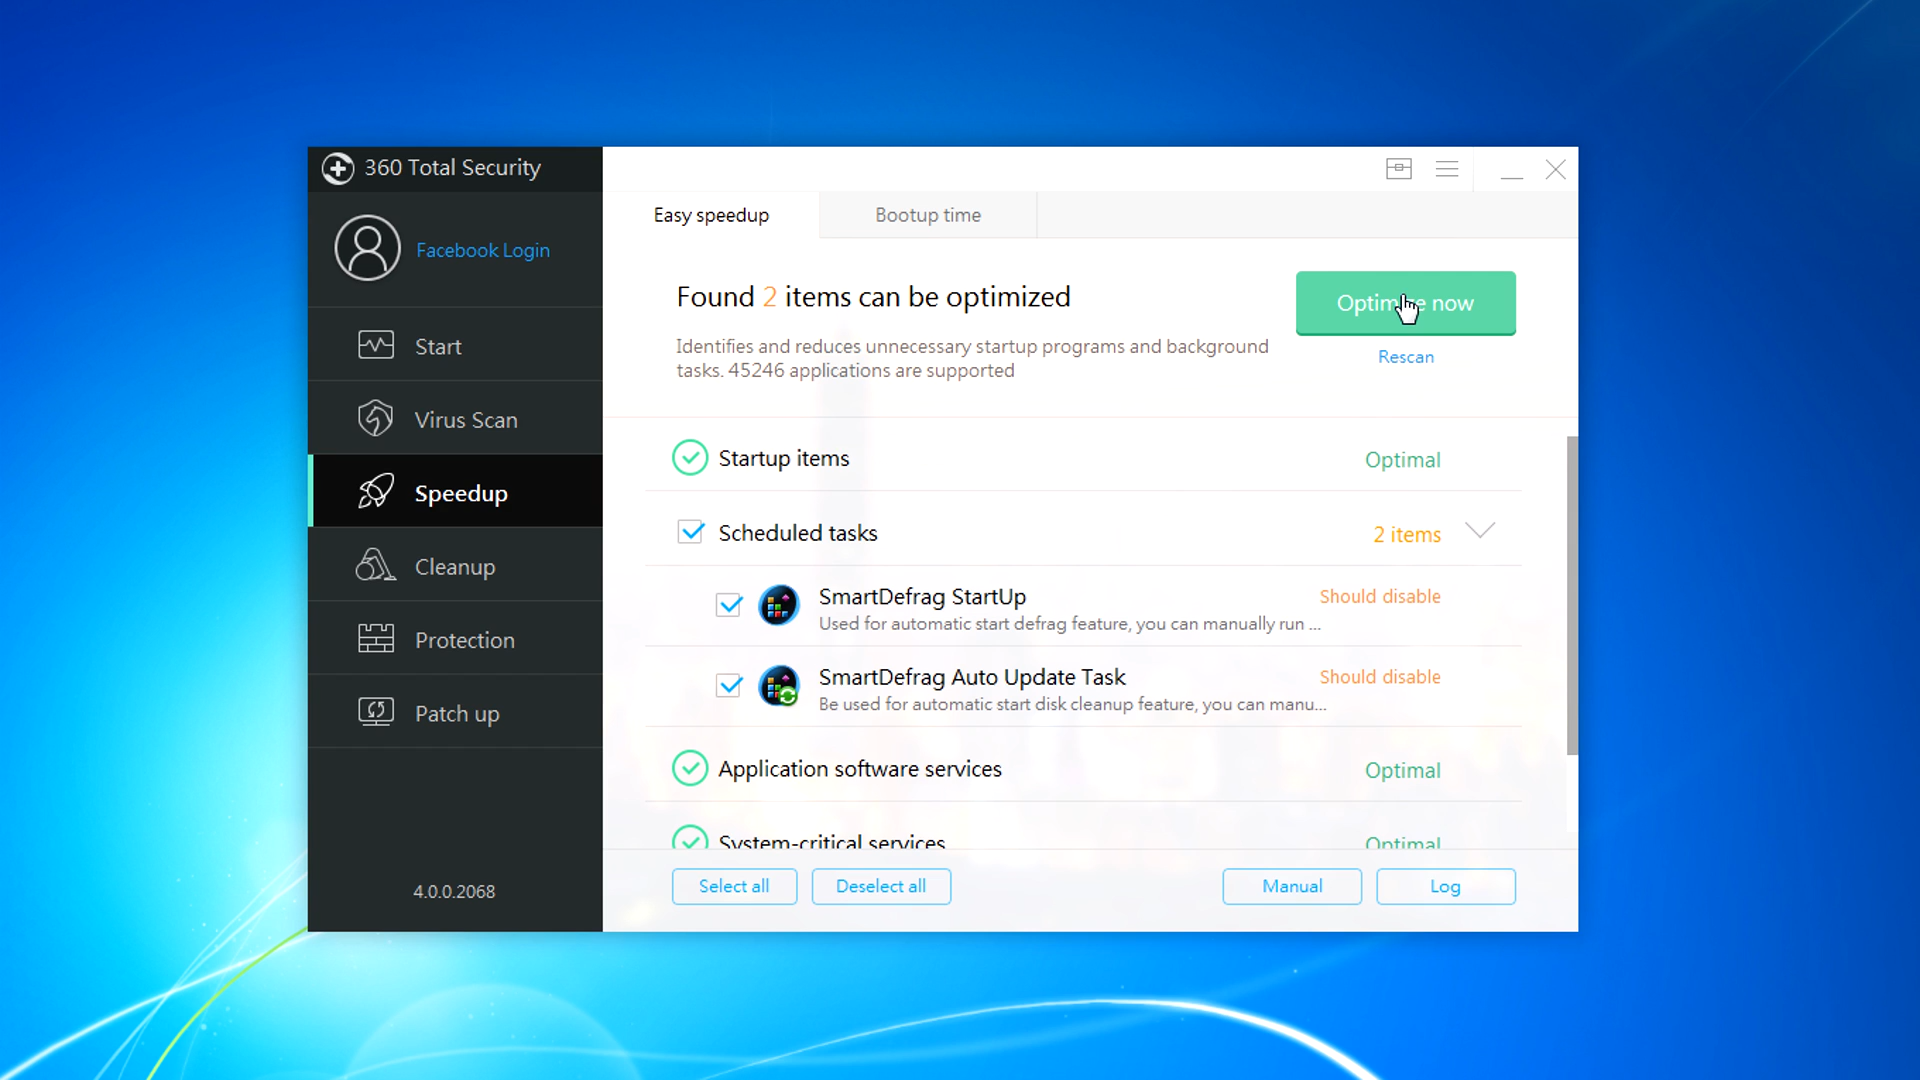 360 Total Security
Facebook Login
Start
Virus Scan
Speedup
Cleanup
Protection
Patch up
4.0.0.2068
Easy speedup
Bootup time
Found 2 items can be optimized
Identifies and reduces unnecessary startup programs and background
tasks. 45246 applications are supported
Optimize now
Rescan
Startup items
Optimal
Scheduled tasks
2 items
SmartDefrag StartUp
Should disable
Used for automatic start defrag feature, you can manually run ...
SmartDefrag Auto Update Task
Should disable
Be used for automatic start disk cleanup feature, you can manu...
Application software services
Optimal
System-critical services
Optimal
Select all
Deselect all
Manual
Log